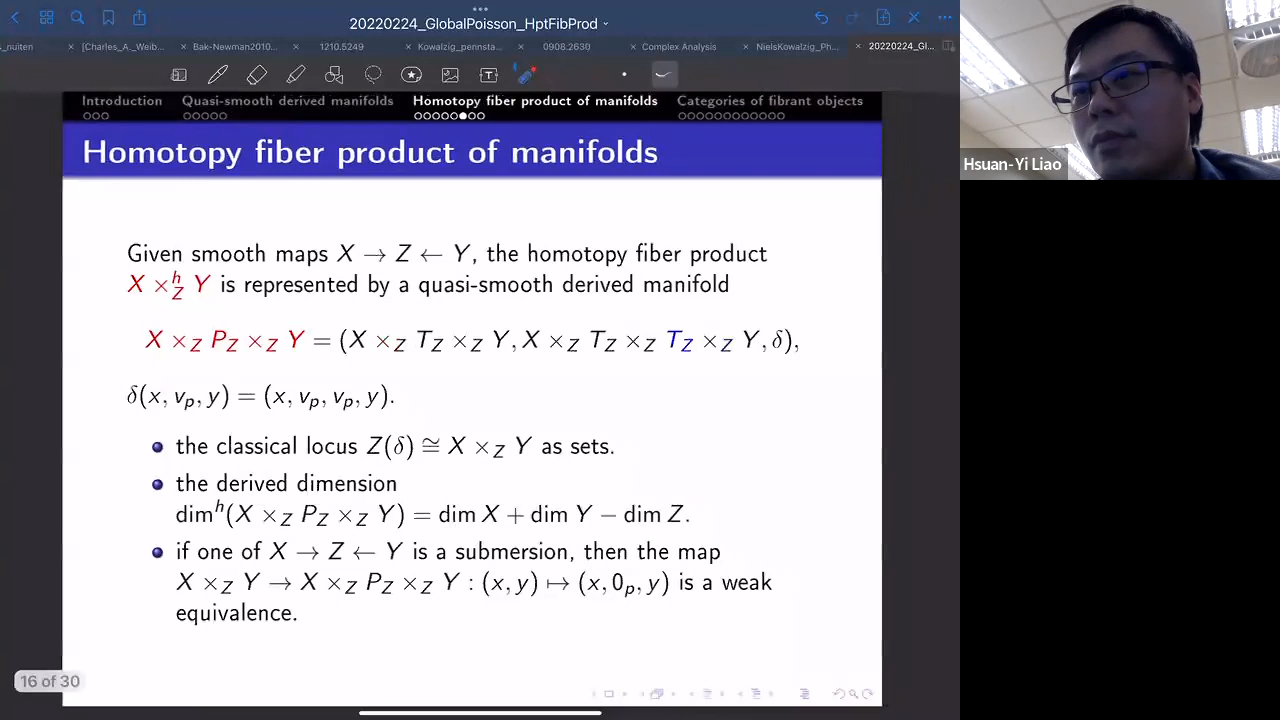 20220224_GlobalPoisson_HptFibProd
_nuiten
[Charles_A._Weib...
Bak-Newman2010...
1210.5249
Kowalzig_pennsta...
0908.2630
Complex Analysis
NielsKowalzig_Ph...
20220224_Gl...
Introduction
Quasi-smooth derived manifolds
Homotopy fiber product of manifolds
Categories of fibrant objects
Homotopy fiber product of manifolds
Given smooth maps X → Z ← Y, the homotopy fiber product
X ×ʰ_Z Y is represented by a quasi-smooth derived manifold
X ×_Z P_Z ×_Z Y = (X ×_Z T_Z ×_Z Y, X ×_Z T_Z ×_Z T_Z ×_Z Y, δ),
δ(x, v_p, y) = (x, v_p, v_p, y).
the classical locus Z(δ) ≅ X ×_Z Y as sets.
the derived dimension
dimʰ(X ×_Z P_Z ×_Z Y) = dim X + dim Y − dim Z.
if one of X → Z ← Y is a submersion, then the map
X ×_Z Y → X ×_Z P_Z ×_Z Y : (x, y) ↦ (x, 0_p, y) is a weak
equivalence.
16 of 30
Hsuan-Yi Liao